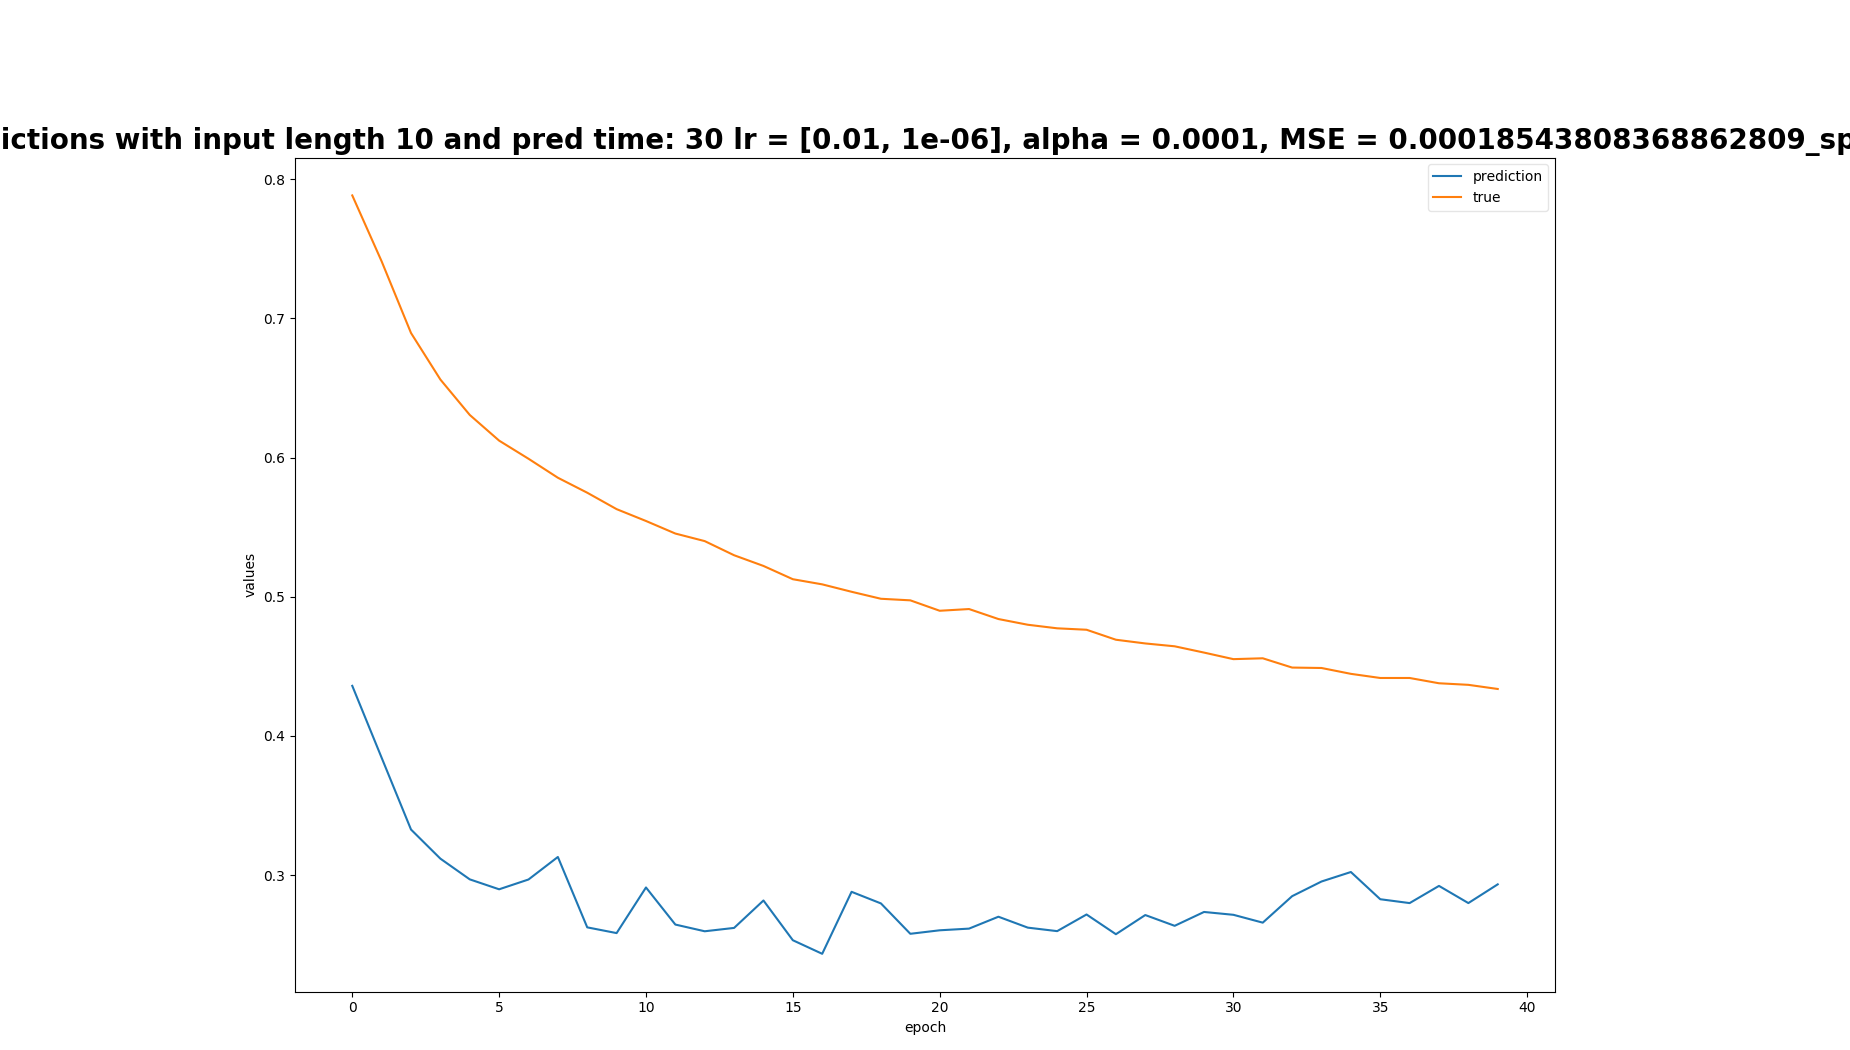 ictions with input length 10 and pred time: 30 lr = [0.01, 1e-06], alpha = 0.0001, MSE = 0.00018543808368862809_sp
prediction
true
0.8
0.7
0.6
0.5
0.4
0.3
values
0 5 10 15 20 25 30 35 40
epoch